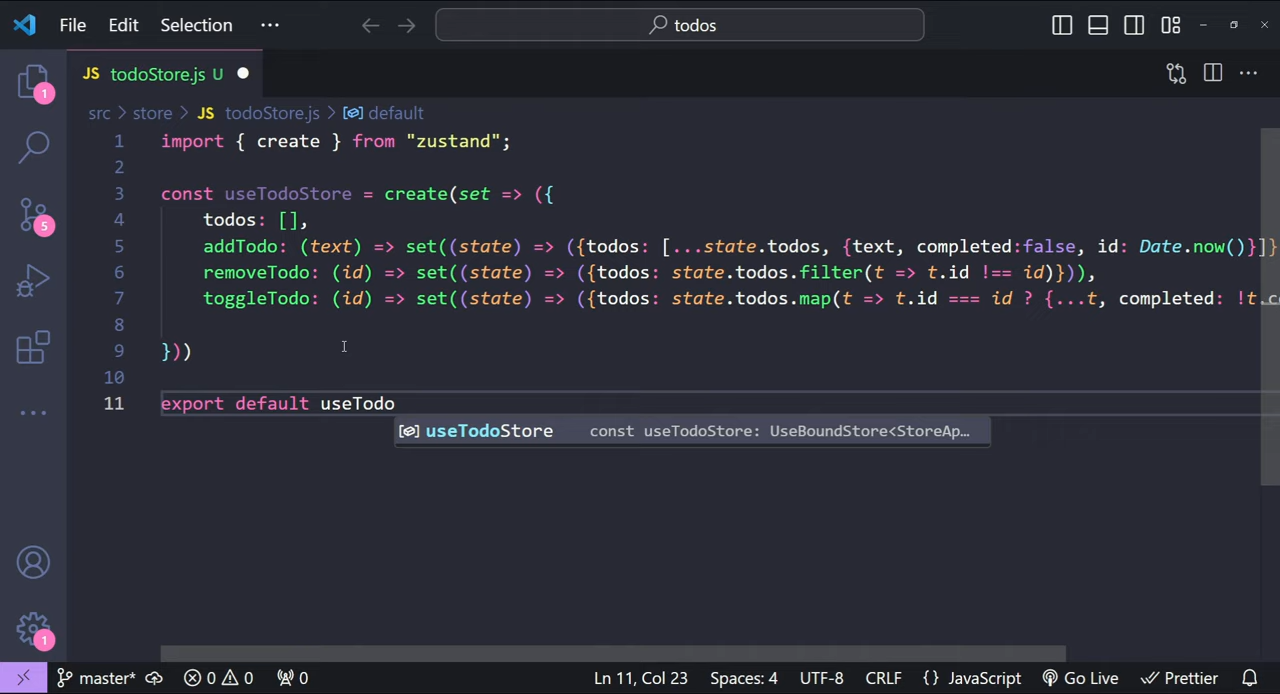 File Edit Selection ··· todos
JS todoStore.js U
1
src > store > JS todoStore.js > default
1 import { create } from "zustand";
2
3 const useTodoStore = create(set => ({
4 todos: [],
5 addTodo: (text) => set((state) => ({todos: [...state.todos, {text, completed:false, id: Date.now()}]}
6 removeTodo: (id) => set((state) => ({todos: state.todos.filter(t => t.id !== id)})),
5
7 toggleTodo: (id) => set((state) => ({todos: state.todos.map(t => t.id === id ? {...t, completed: !t.co
8
9 }))
10
11 export default useTodo
useTodoStore const useTodoStore: UseBoundStore<StoreAp...
1
master* 0 0 0 Ln 11, Col 23 Spaces: 4 UTF-8 CRLF {} JavaScript Go Live Prettier